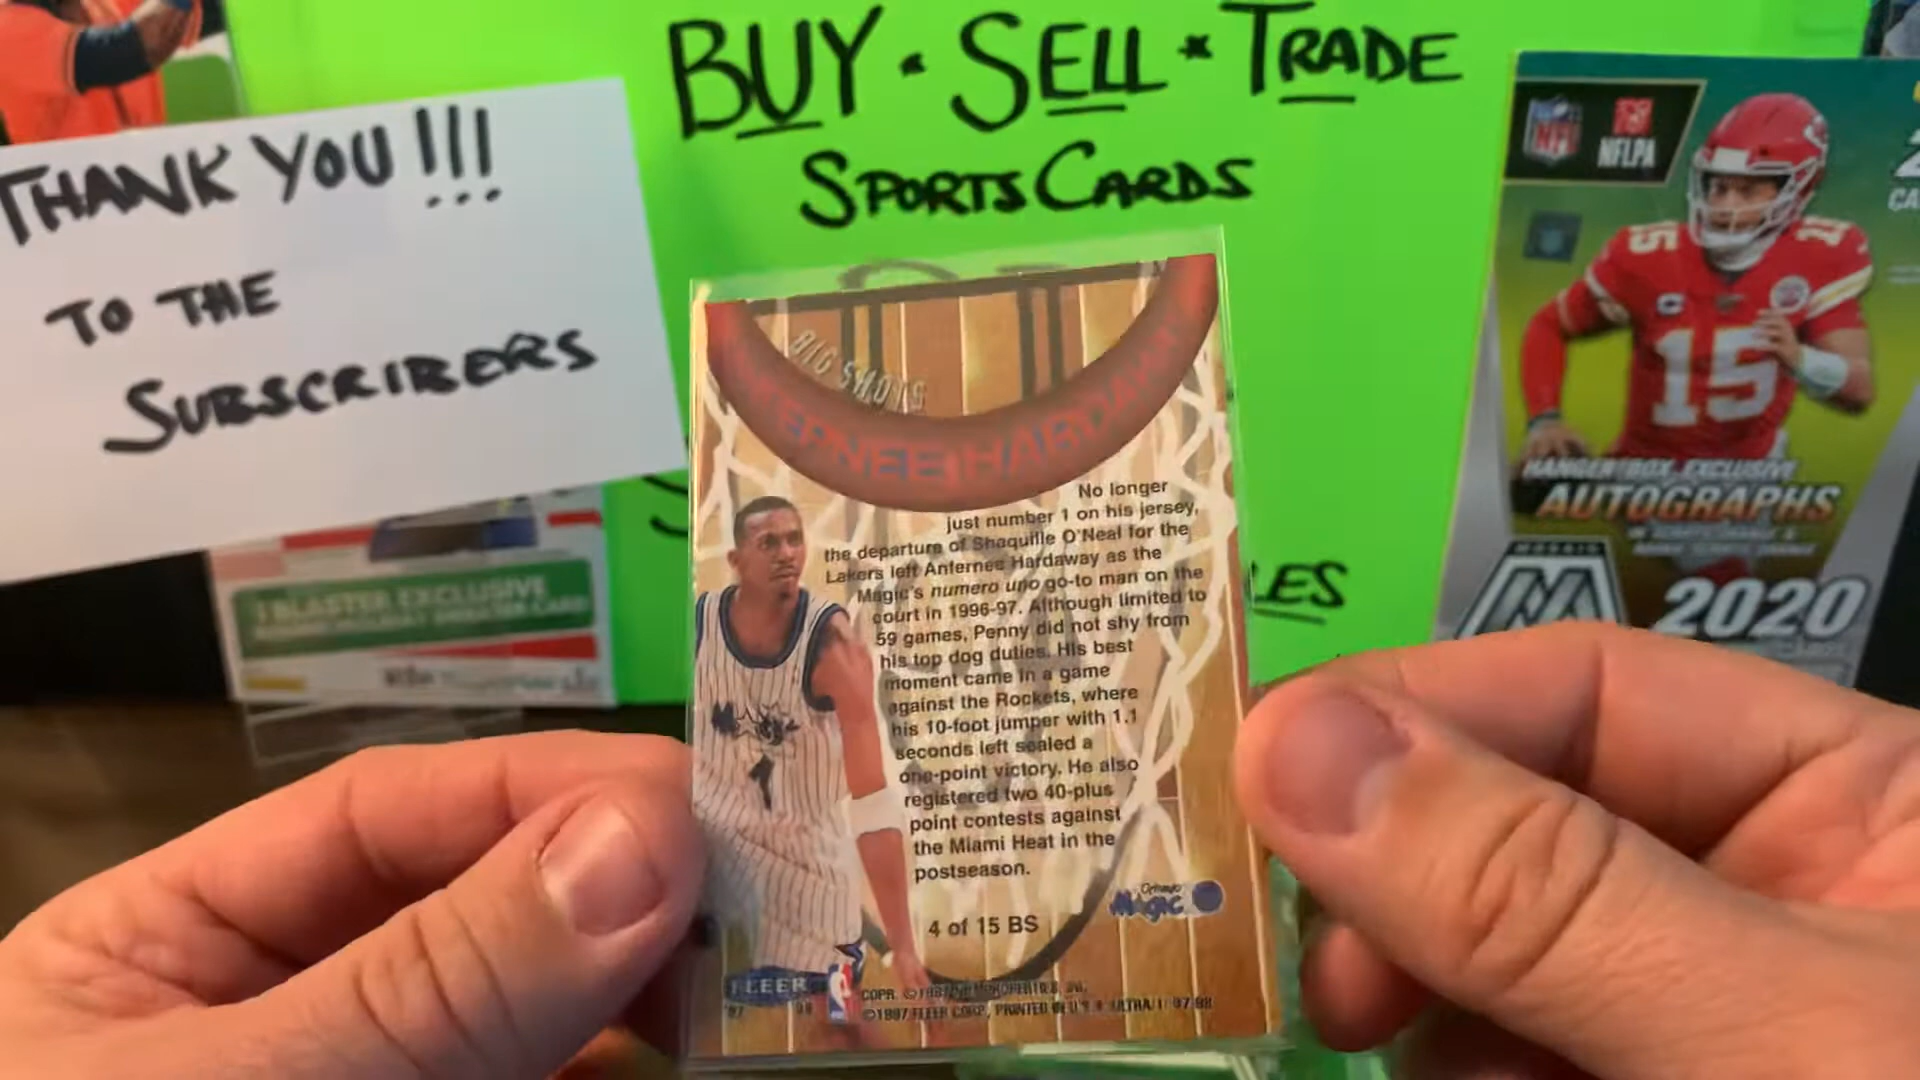 BUY • SELL * TRADE
SPORTS CARDS
THANK YOU!!!
TO THE
SUBSCRIBERS
NFL
NFLPA
15
HANGER BOX EXCLUSIVE
AUTOGRAPHS
MOSAIC
2020
1 BLASTER EXCLUSIVE
LES
BIG SHOTS
ANFERNEE HARDAWAY
No longer
just number 1 on his jersey,
the departure of Shaquille O'Neal for the
Lakers left Anfernee Hardaway as the
Magic's numero uno go-to man on the
court in 1996-97. Although limited to
59 games, Penny did not shy from
his top dog duties. His best
moment came in a game
against the Rockets, where
his 10-foot jumper with 1.1
seconds left sealed a
one-point victory. He also
registered two 40-plus
point contests against
the Miami Heat in the
postseason.
Magic
1
4 of 15 BS
Orlando
Magic
FLEER
'97 98
COPR. ©1997 NBA PROPERTIES, INC.
©1997 FLEER CORP., PRINTED IN U.S.A.